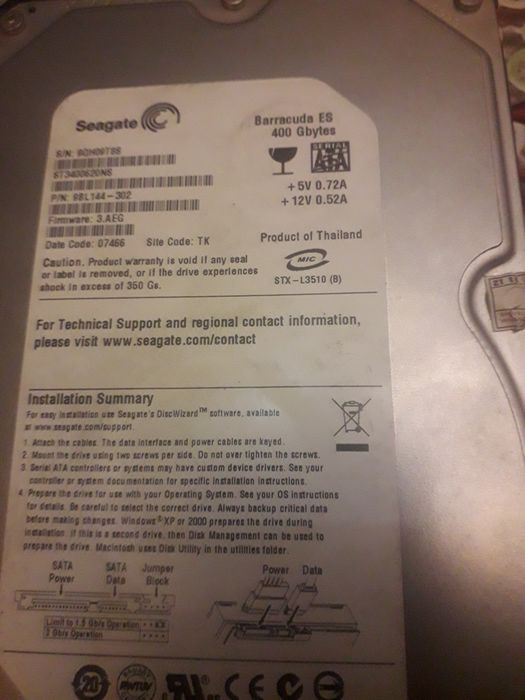 Seagate
Barracuda ES
400 Gbytes
SERIAL
ATA
S/N:
ST3400620NS
P/N: 9BL144-302
Firmware: 3.AEG
+5V 0.72A
+12V 0.52A
Date Code: 07466 Site Code: TK
Product of Thailand
MIC
STX-L3510 (B)
Caution. Product warranty is void if any seal
or label is removed, or if the drive experiences
shock in excess of 350 Gs.
For Technical Support and regional contact information,
please visit www.seagate.com/contact
Installation Summary
For easy installation use Seagate's DiscWizard™ software, available
at www.seagate.com/support.
1. Attach the cables. The data interface and power cables are keyed.
2. Mount the drive using two screws per side. Do not over tighten the screws.
3. Serial ATA controllers or systems may have custom device drivers. See your
controller or system documentation for specific installation instructions.
4. Prepare the drive for use with your Operating System. See your OS instructions
for details. Be careful to select the correct drive. Always backup critical data
before making changes. Windows® XP or 2000 prepares the drive during
installation. If this is a second drive, then Disk Management can be used to
prepare the drive. Macintosh uses Disk Utility in the utilities folder.
SATA Power
SATA Data
Jumper Block
Power Data
Limit to 1.5 Gb/s Operation
3 Gb/s Operation
20
CE